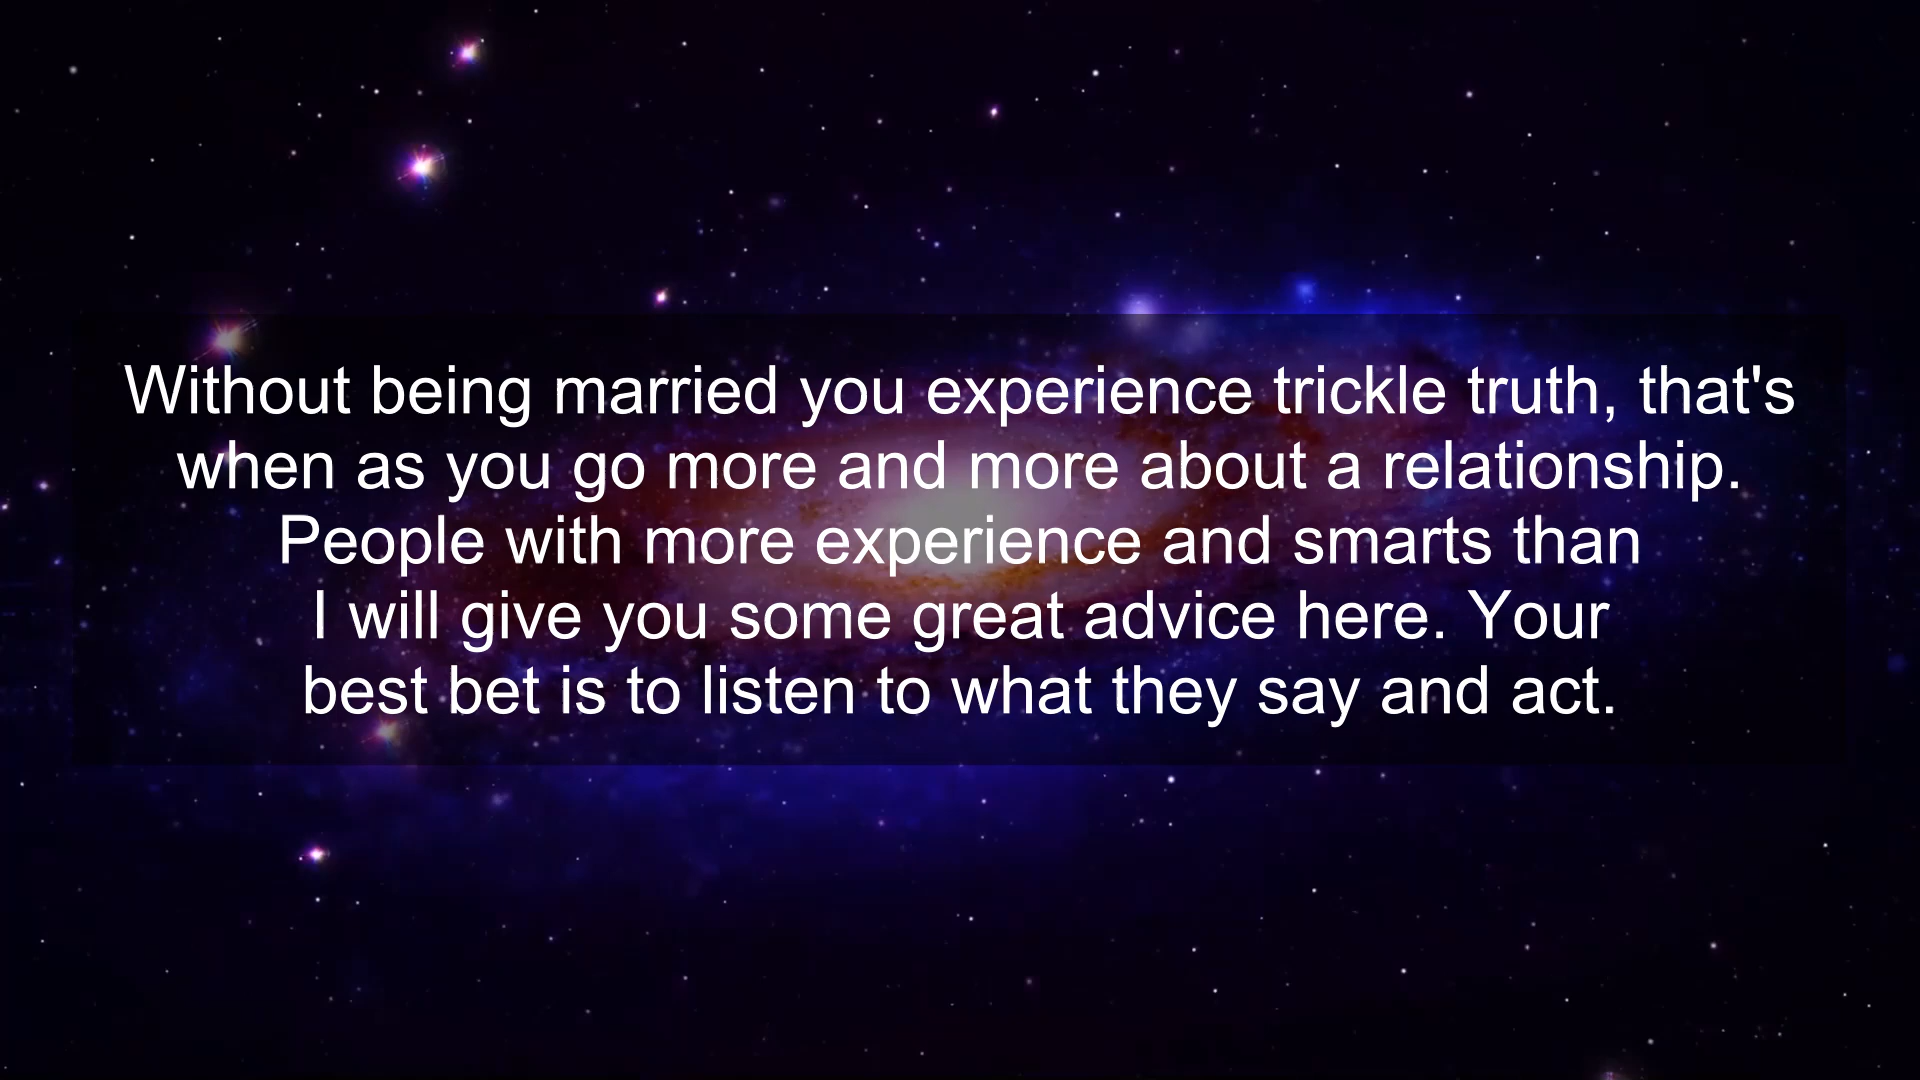 Without being married you experience trickle truth, that's
when as you go more and more about a relationship.
People with more experience and smarts than
I will give you some great advice here. Your
best bet is to listen to what they say and act.